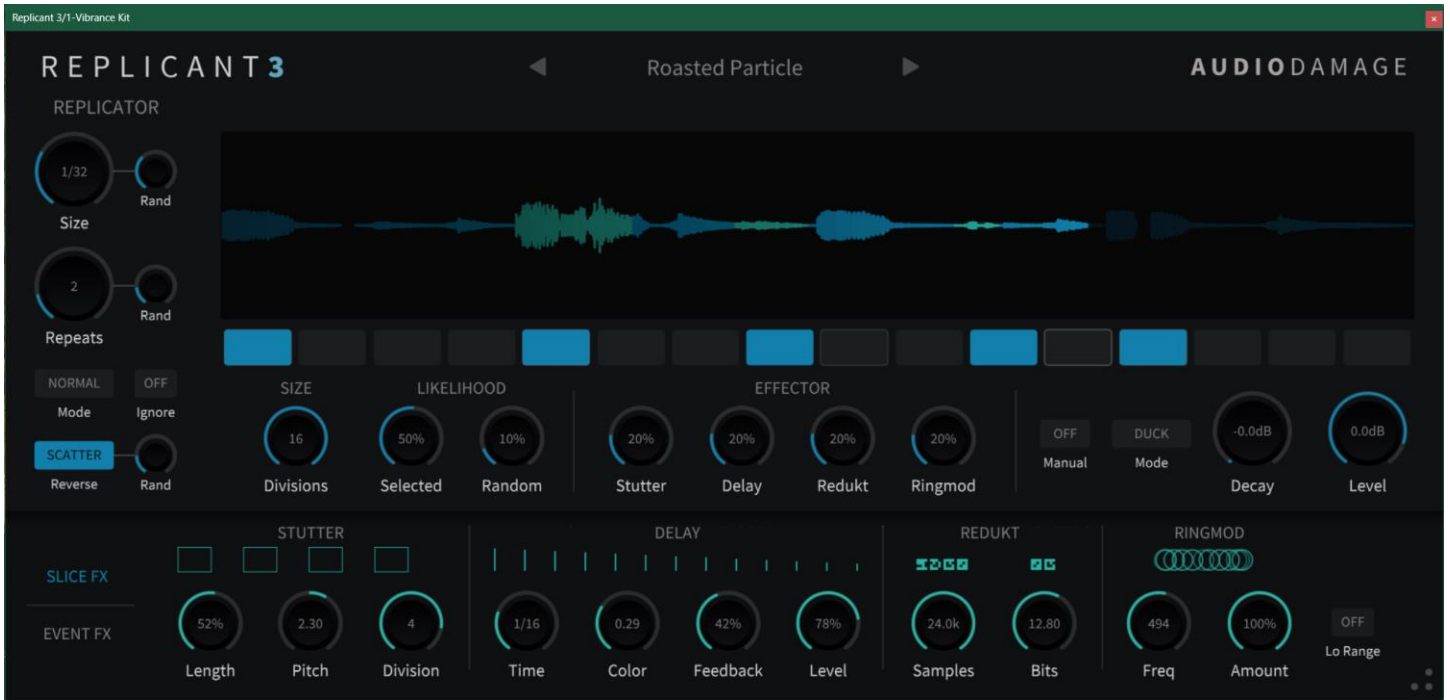 Replicant 3/1-Vibrance Kit
REPLICANT3
Roasted Particle
AUDIODAMAGE
REPLICATOR
1/32
Rand
Size
2
Rand
Repeats
NORMAL OFF
Mode Ignore
SCATTER
Reverse Rand
SIZE LIKELIHOOD EFFECTOR
16 50% 10% 20% 20% 20% 20%
Divisions Selected Random Stutter Delay Redukt Ringmod
OFF DUCK -0.0dB 0.0dB
Manual Mode Decay Level
STUTTER DELAY REDUKT RINGMOD
SLICE FX
EVENT FX
52% 2.30 4 1/16 0.29 42% 78% 24.0k 12.80 494 100% OFF
Length Pitch Division Time Color Feedback Level Samples Bits Freq Amount Lo Range